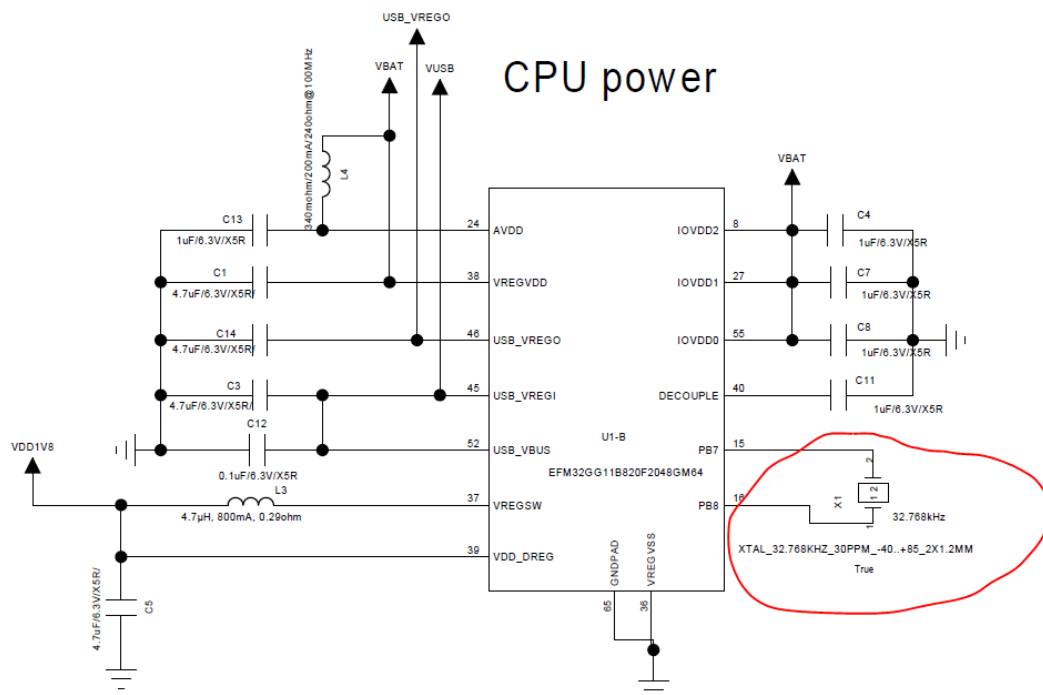 USB_VREGO
VBAT
VUSB
CPU power
340mohm/200mA/240ohm@100MHz
L4
VBAT
C13
1uF/6.3V/X5R
24
AVDD
IOVDD2
8
C4
1uF/6.3V/X5R
C1
4.7uF/6.3V/X5R/
38
VREGVDD
IOVDD1
27
C7
1uF/6.3V/X5R
C14
4.7uF/6.3V/X5R/
46
USB_VREGO
IOVDD0
55
C8
1uF/6.3V/X5R
C3
4.7uF/6.3V/X5R/
45
USB_VREGI
DECOUPLE
40
C11
1uF/6.3V/X5R
C12
0.1uF/6.3V/X5R
52
USB_VBUS
U1-B
EFM32GG11B820F2048GM64
PB7
15
2
VDD1V8
L3
4.7µH, 800mA, 0.29ohm
37
VREGSW
PB8
16
X1
1 2
1
32.768kHz
XTAL_32.768KHZ_30PPM_-40..+85_2X1.2MM
True
39
VDD_DREG
4.7uF/6.3V/X5R/
C5
GNDPAD
VREGVSS
65
36